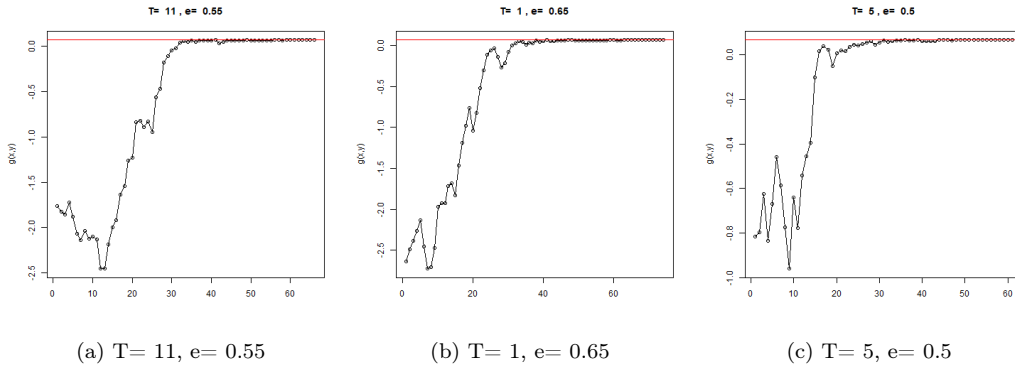 T= 11 , e= 0.55
T= 1 , e= 0.65
T= 5 , e= 0.5
g(x,y)
0.0
-0.5
-1.0
-1.5
-2.0
-2.5
0 10 20 30 40 50 60
g(x,y)
0.0
-0.5
-1.0
-1.5
-2.0
-2.5
0 20 40 60
g(x,y)
0.0
-0.2
-0.4
-0.6
-0.8
-1.0
0 10 20 30 40 50 60
(a) T= 11, e= 0.55
(b) T= 1, e= 0.65
(c) T= 5, e= 0.5